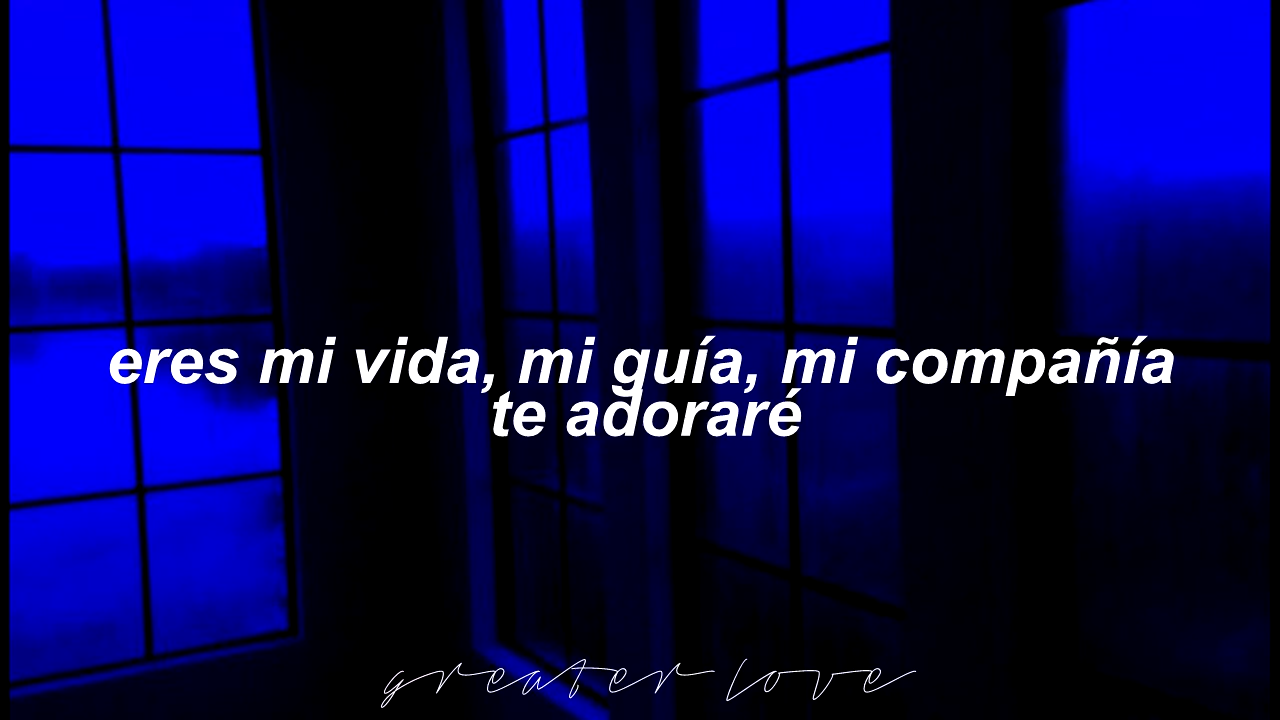 eres mi vida, mi guía, mi compañía
te adoraré
greater love